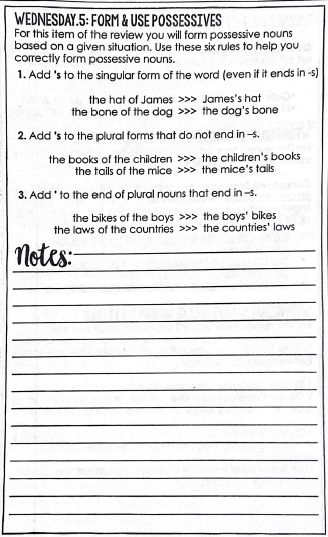 WEDNESDAY.5: FORM & USE POSSESSIVES
For this item of the review you will form possessive nouns
based on a given situation. Use these six rules to help you
correctly form possessive nouns.
1. Add 's to the singular form of the word (even if it ends in -s)
the hat of James >>> James's hat
the bone of the dog >>> the dog's bone
2. Add 's to the plural forms that do not end in –s.
the books of the children >>> the children's books
the tails of the mice >>> the mice's tails
3. Add ' to the end of plural nouns that end in –s.
the bikes of the boys >>> the boys' bikes
the laws of the countries >>> the countries' laws
Notes: